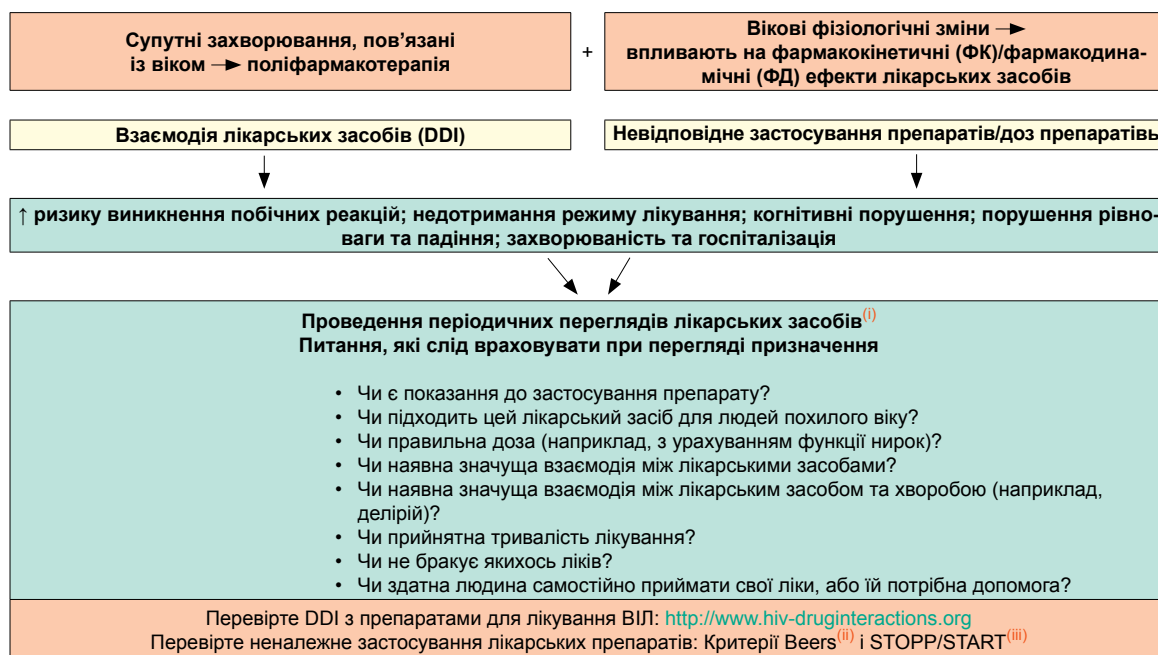 Супутні захворювання, пов’язані
із віком → поліфармакотерапія
+
Вікові фізіологічні зміни →
впливають на фармакокінетичні (ФК)/фармакодина-
мічні (ФД) ефекти лікарських засобів
Взаємодія лікарських засобів (DDI)
Невідповідне застосування препаратів/доз препаратівь
↑ ризику виникнення побічних реакцій; недотримання режиму лікування; когнітивні порушення; порушення рівно-
ваги та падіння; захворюваність та госпіталізація
Проведення періодичних переглядів лікарських засобів(i)
Питання, які слід враховувати при перегляді призначення
• Чи є показання до застосування препарату?
• Чи підходить цей лікарський засіб для людей похилого віку?
• Чи правильна доза (наприклад, з урахуванням функції нирок)?
• Чи наявна значуща взаємодія між лікарськими засобами?
• Чи наявна значуща взаємодія між лікарським засобом та хворобою (наприклад,
делірій)?
• Чи прийнятна тривалість лікування?
• Чи не бракує якихось ліків?
• Чи здатна людина самостійно приймати свої ліки, або їй потрібна допомога?
Перевірте DDI з препаратами для лікування ВІЛ: http://www.hiv-druginteractions.org
Перевірте неналежне застосування лікарських препаратів: Критерії Beers(ii) і STOPP/START(iii)